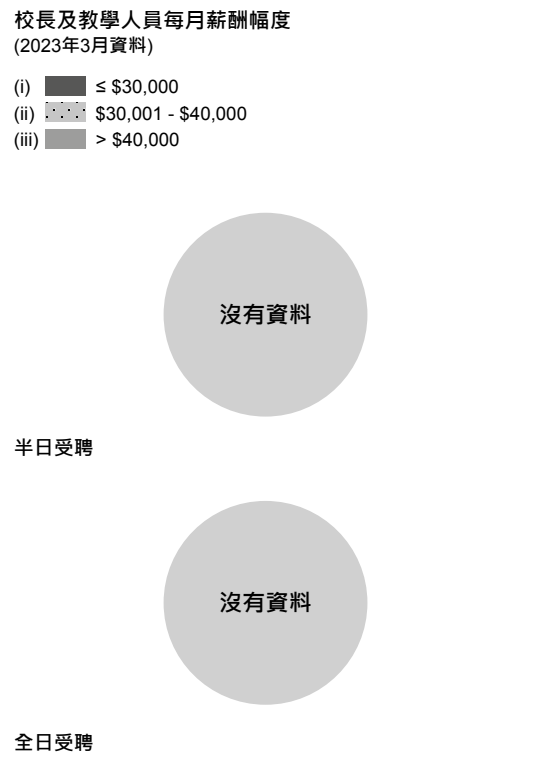 校長及教學人員每月薪酬幅度
(2023年3月資料)
(i) ≤ $30,000
(ii) $30,001 - $40,000
(iii) > $40,000
沒有資料
半日受聘
沒有資料
全日受聘